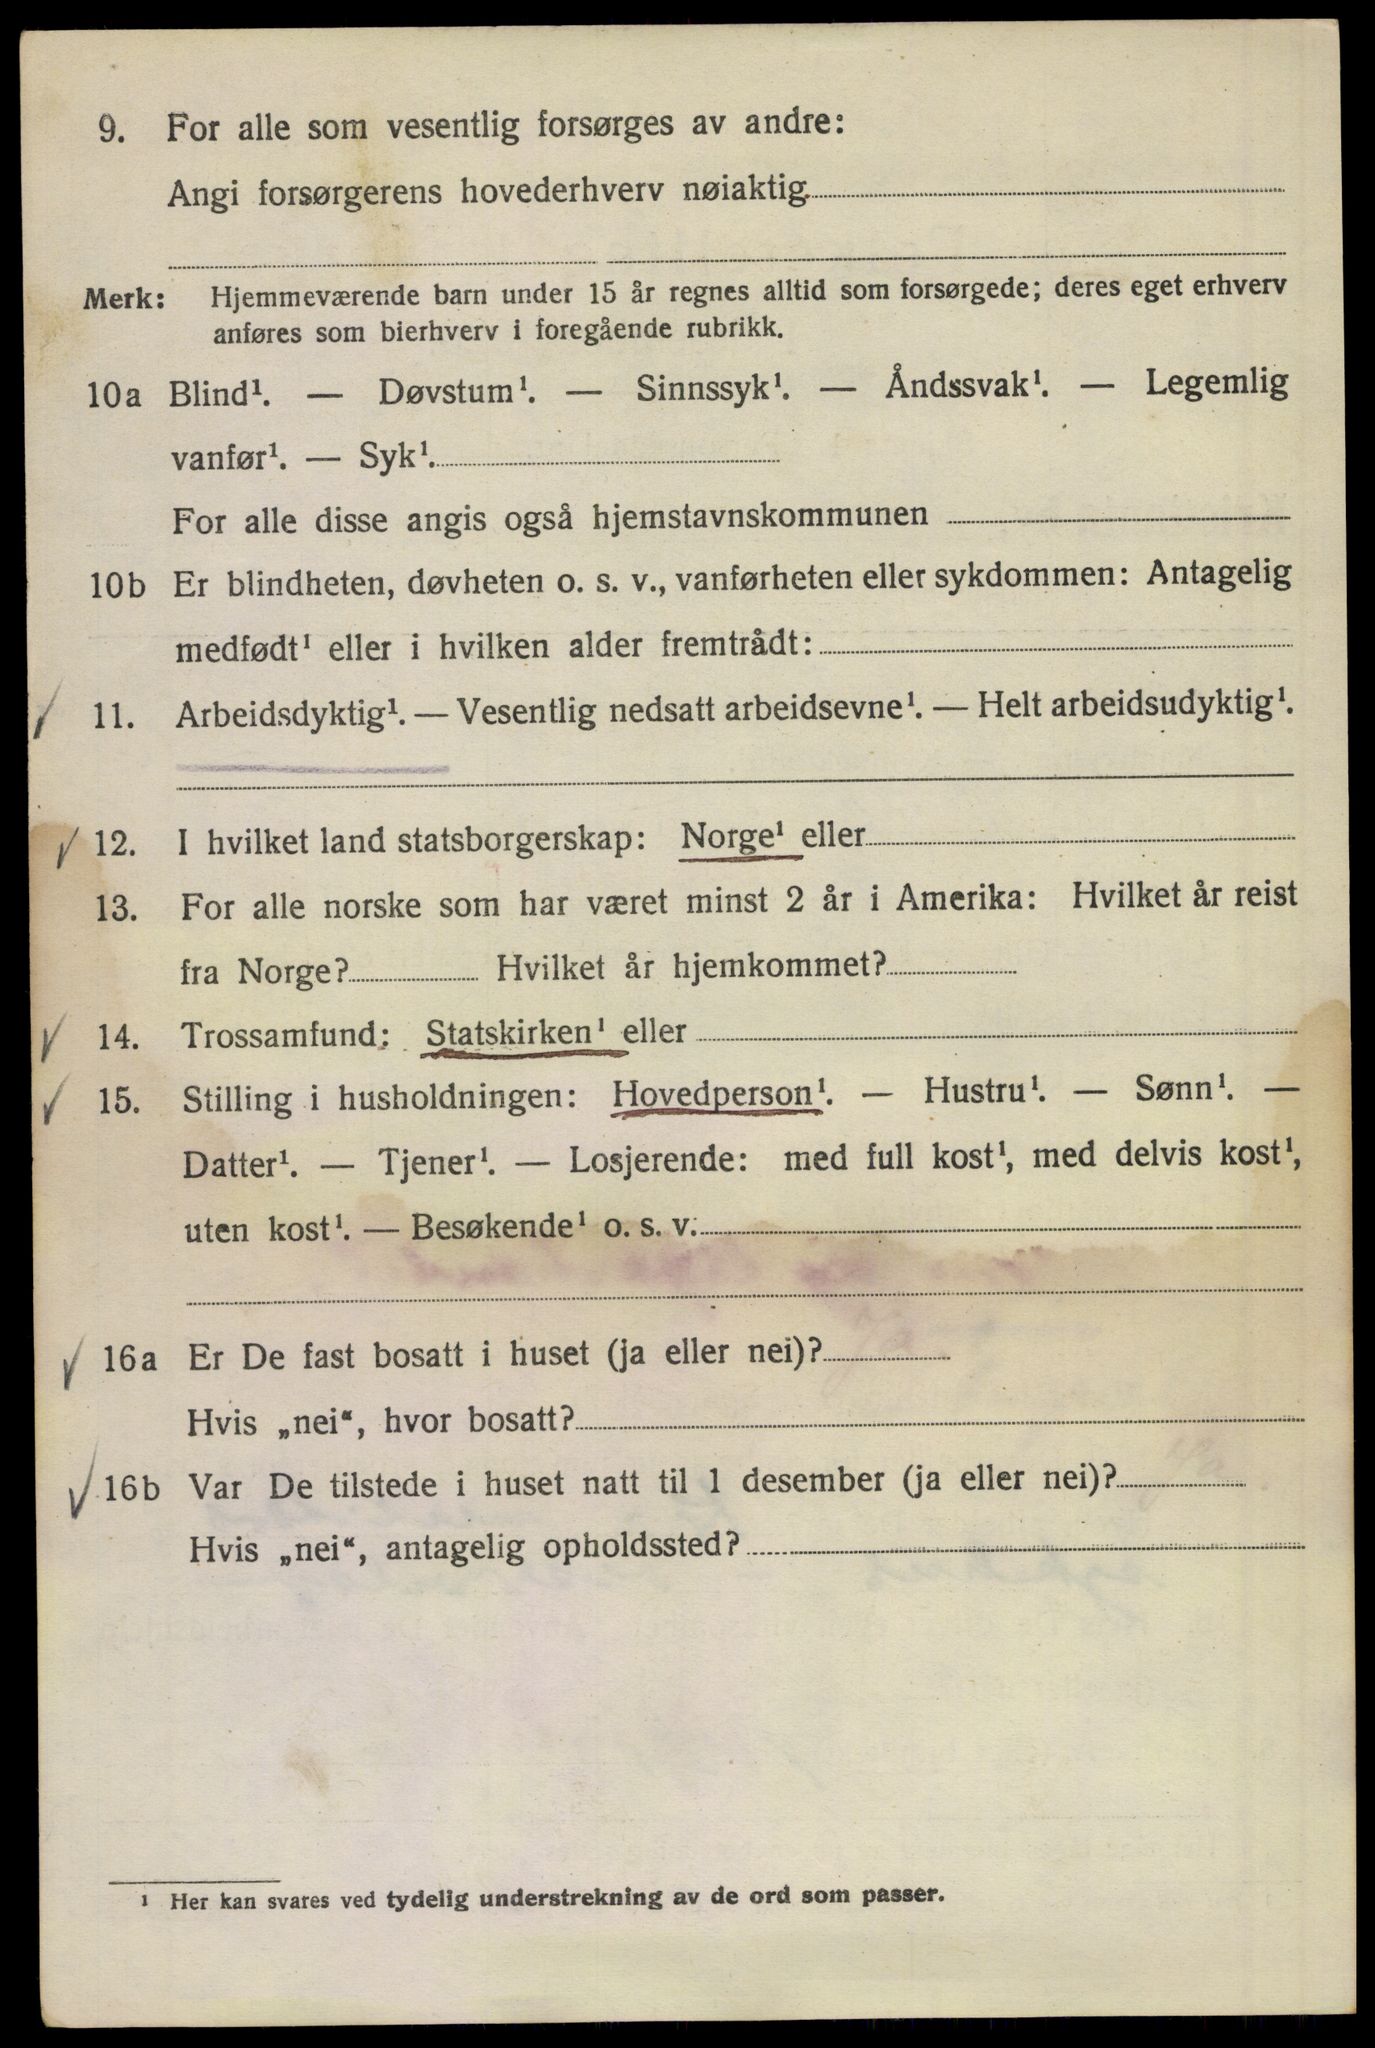 9. For alle som vesentlig forsørges av andre:
Angi forsørgerens hovederhverv nøiaktig
Merk: Hjemmeværende barn under 15 år regnes alltid som forsørgede; deres eget erhverv
anføres som bierhverv i foregående rubrikk.
10a Blind¹. — Døvstum¹. — Sinnssyk¹. — Åndssvak¹. — Legemlig
vanfør¹. — Syk¹.
For alle disse angis også hjemstavnskommunen
10b Er blindheten, døvheten o. s. v., vanførheten eller sykdommen: Antagelig
medfødt¹ eller i hvilken alder fremtrådt:
11. Arbeidsdyktig¹. — Vesentlig nedsatt arbeidsevne¹. — Helt arbeidsudyktig¹.
12. I hvilket land statsborgerskap: Norge¹ eller
13. For alle norske som har været minst 2 år i Amerika: Hvilket år reist
fra Norge? Hvilket år hjemkommet?
14. Trossamfund: Statskirken¹ eller
15. Stilling i husholdningen: Hovedperson¹. — Hustru¹. — Sønn¹. —
Datter¹. — Tjener¹. — Losjerende: med full kost¹, med delvis kost¹,
uten kost¹. — Besøkende¹ o. s. v.
16a Er De fast bosatt i huset (ja eller nei)?
Hvis „nei“, hvor bosatt?
16b Var De tilstede i huset natt til 1 desember (ja eller nei)?
Hvis „nei“, antagelig opholdssted?
¹ Her kan svares ved tydelig understrekning av de ord som passer.